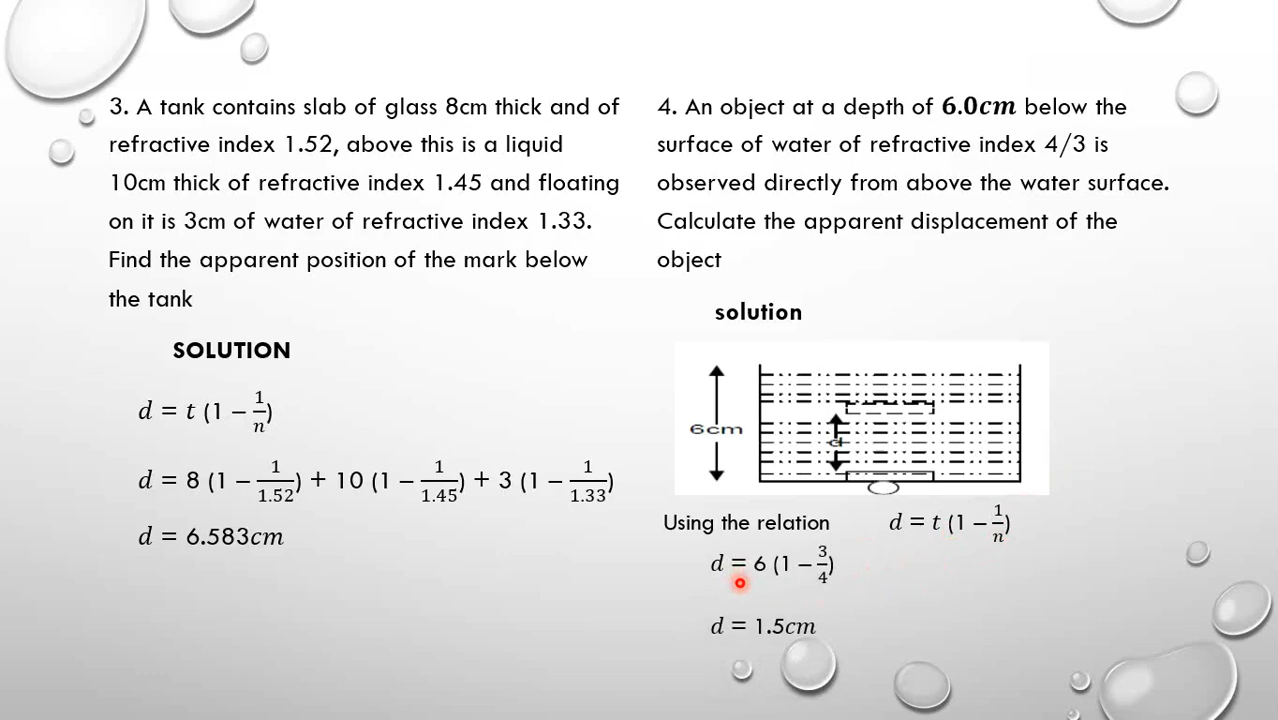 3. A tank contains slab of glass 8cm thick and of
refractive index 1.52, above this is a liquid
10cm thick of refractive index 1.45 and floating
on it is 3cm of water of refractive index 1.33.
Find the apparent position of the mark below
the tank
SOLUTION
d = t (1 − 1/n)
d = 8 (1 − 1/1.52) + 10 (1 − 1/1.45) + 3 (1 − 1/1.33)
d = 6.583cm
4. An object at a depth of 6.0cm below the
surface of water of refractive index 4/3 is
observed directly from above the water surface.
Calculate the apparent displacement of the
object
solution
6cm
d
Using the relation d = t (1 − 1/n)
d = 6 (1 − 3/4)
d = 1.5cm